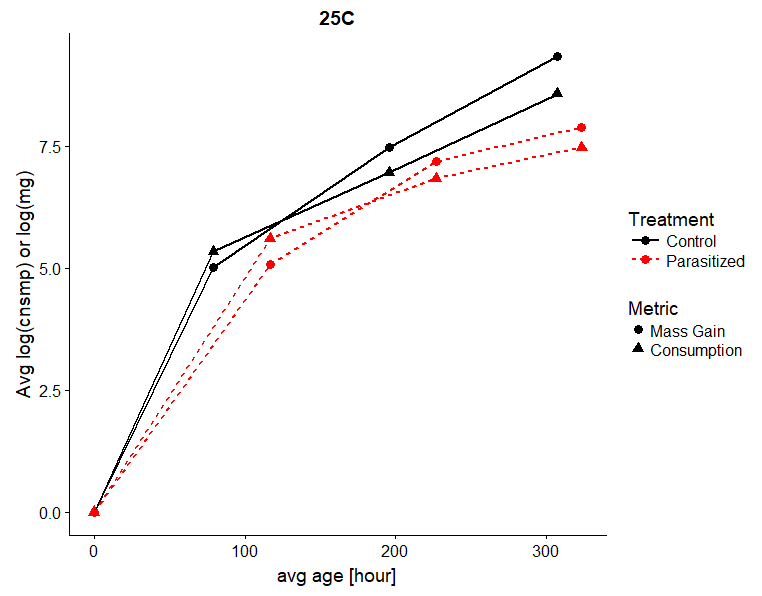 25C
Avg log(cnsmp) or log(mg)
7.5
5.0
2.5
0.0
0
100
200
300
avg age [hour]
Treatment
Control
Parasitized
Metric
Mass Gain
Consumption